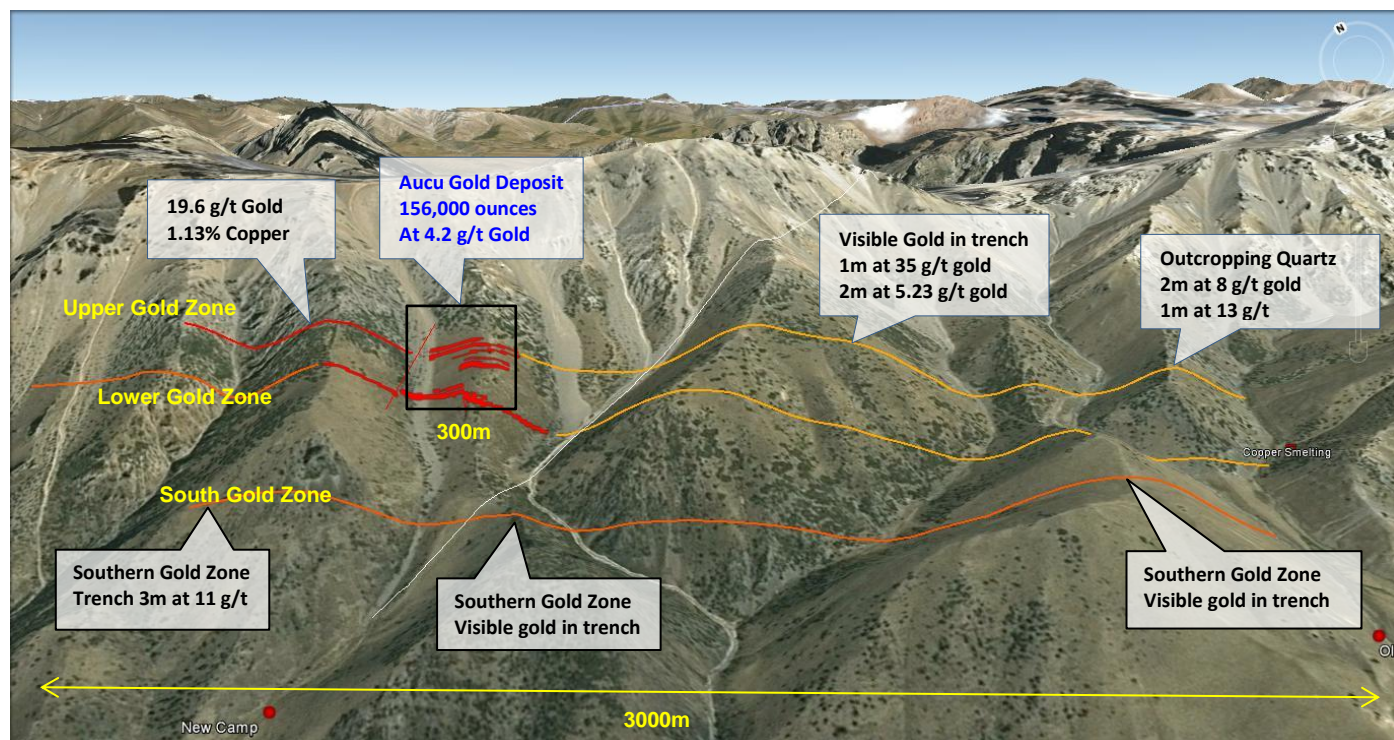 N
19.6 g/t Gold
1.13% Copper
Aucu Gold Deposit
156,000 ounces
At 4.2 g/t Gold
Visible Gold in trench
1m at 35 g/t gold
2m at 5.23 g/t gold
Outcropping Quartz
2m at 8 g/t gold
1m at 13 g/t
Upper Gold Zone
Lower Gold Zone
300m
Copper Smelting
South Gold Zone
Southern Gold Zone
Trench 3m at 11 g/t
Southern Gold Zone
Visible gold in trench
Southern Gold Zone
Visible gold in trench
Ol
3000m
New Camp